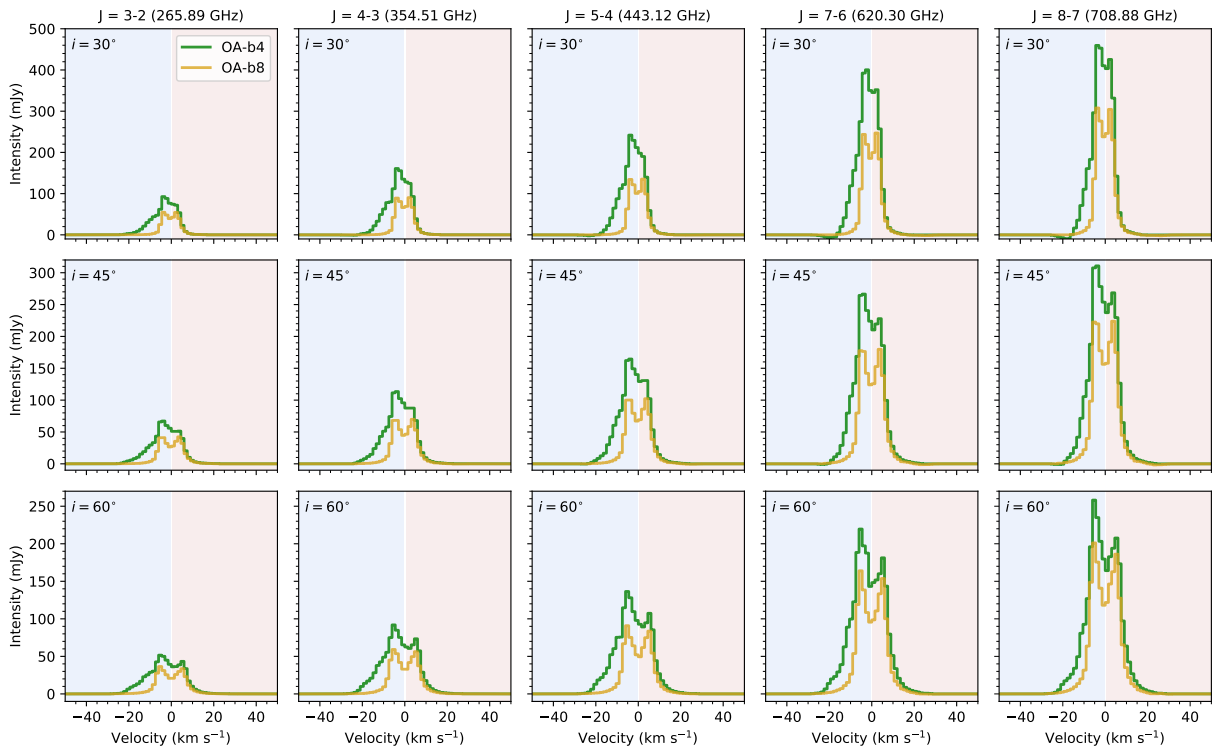 J = 3-2 (265.89 GHz) J = 4-3 (354.51 GHz) J = 5-4 (443.12 GHz) J = 7-6 (620.30 GHz) J = 8-7 (708.88 GHz)
500
400
300
200
100
0
Intensity (mJy)
i = 30°
OA-b4
OA-b8
i = 30°
i = 30°
i = 30°
i = 30°
300
250
200
150
100
50
0
Intensity (mJy)
i = 45°
i = 45°
i = 45°
i = 45°
i = 45°
250
200
150
100
50
0
Intensity (mJy)
i = 60°
i = 60°
i = 60°
i = 60°
i = 60°
−40 −20 0 20 40 −40 −20 0 20 40 −40 −20 0 20 40 −40 −20 0 20 40 −40 −20 0 20 40
Velocity (km s⁻¹) Velocity (km s⁻¹) Velocity (km s⁻¹) Velocity (km s⁻¹) Velocity (km s⁻¹)